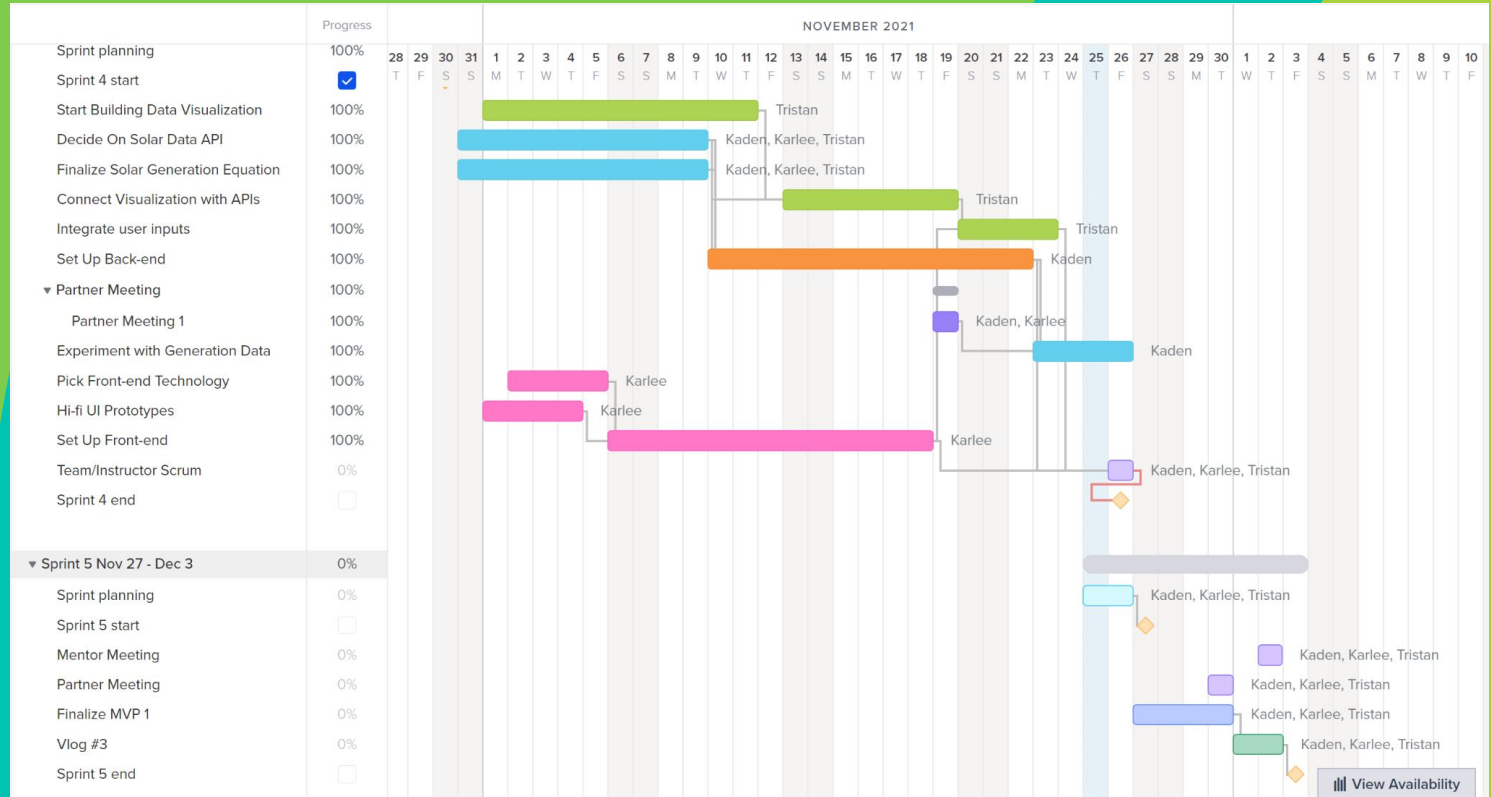 Progress
NOVEMBER 2021
Sprint planning 100%
28 29 30 31 1 2 3 4 5 6 7 8 9 10 11 12 13 14 15 16 17 18 19 20 21 22 23 24 25 26 27 28 29 30 1 2 3 4 5 6 7 8 9 10
T F S S M T W T F S S M T W T F S S M T W T F S S M T W T F S S M T W T F S S M T W T F
Sprint 4 start
Start Building Data Visualization 100% Tristan
Decide On Solar Data API 100% Kaden, Karlee, Tristan
Finalize Solar Generation Equation 100% Kaden, Karlee, Tristan
Connect Visualization with APIs 100% Tristan
Integrate user inputs 100% Tristan
Set Up Back-end 100% Kaden
Partner Meeting 100%
Partner Meeting 1 100% Kaden, Karlee
Experiment with Generation Data 100% Kaden
Pick Front-end Technology 100% Karlee
Hi-fi UI Prototypes 100% Karlee
Set Up Front-end 100% Karlee
Team/Instructor Scrum 0% Kaden, Karlee, Tristan
Sprint 4 end
Sprint 5 Nov 27 - Dec 3 0%
Sprint planning 0% Kaden, Karlee, Tristan
Sprint 5 start
Mentor Meeting 0% Kaden, Karlee, Tristan
Partner Meeting 0% Kaden, Karlee, Tristan
Finalize MVP 1 0% Kaden, Karlee, Tristan
Vlog #3 0% Kaden, Karlee, Tristan
Sprint 5 end
View Availability